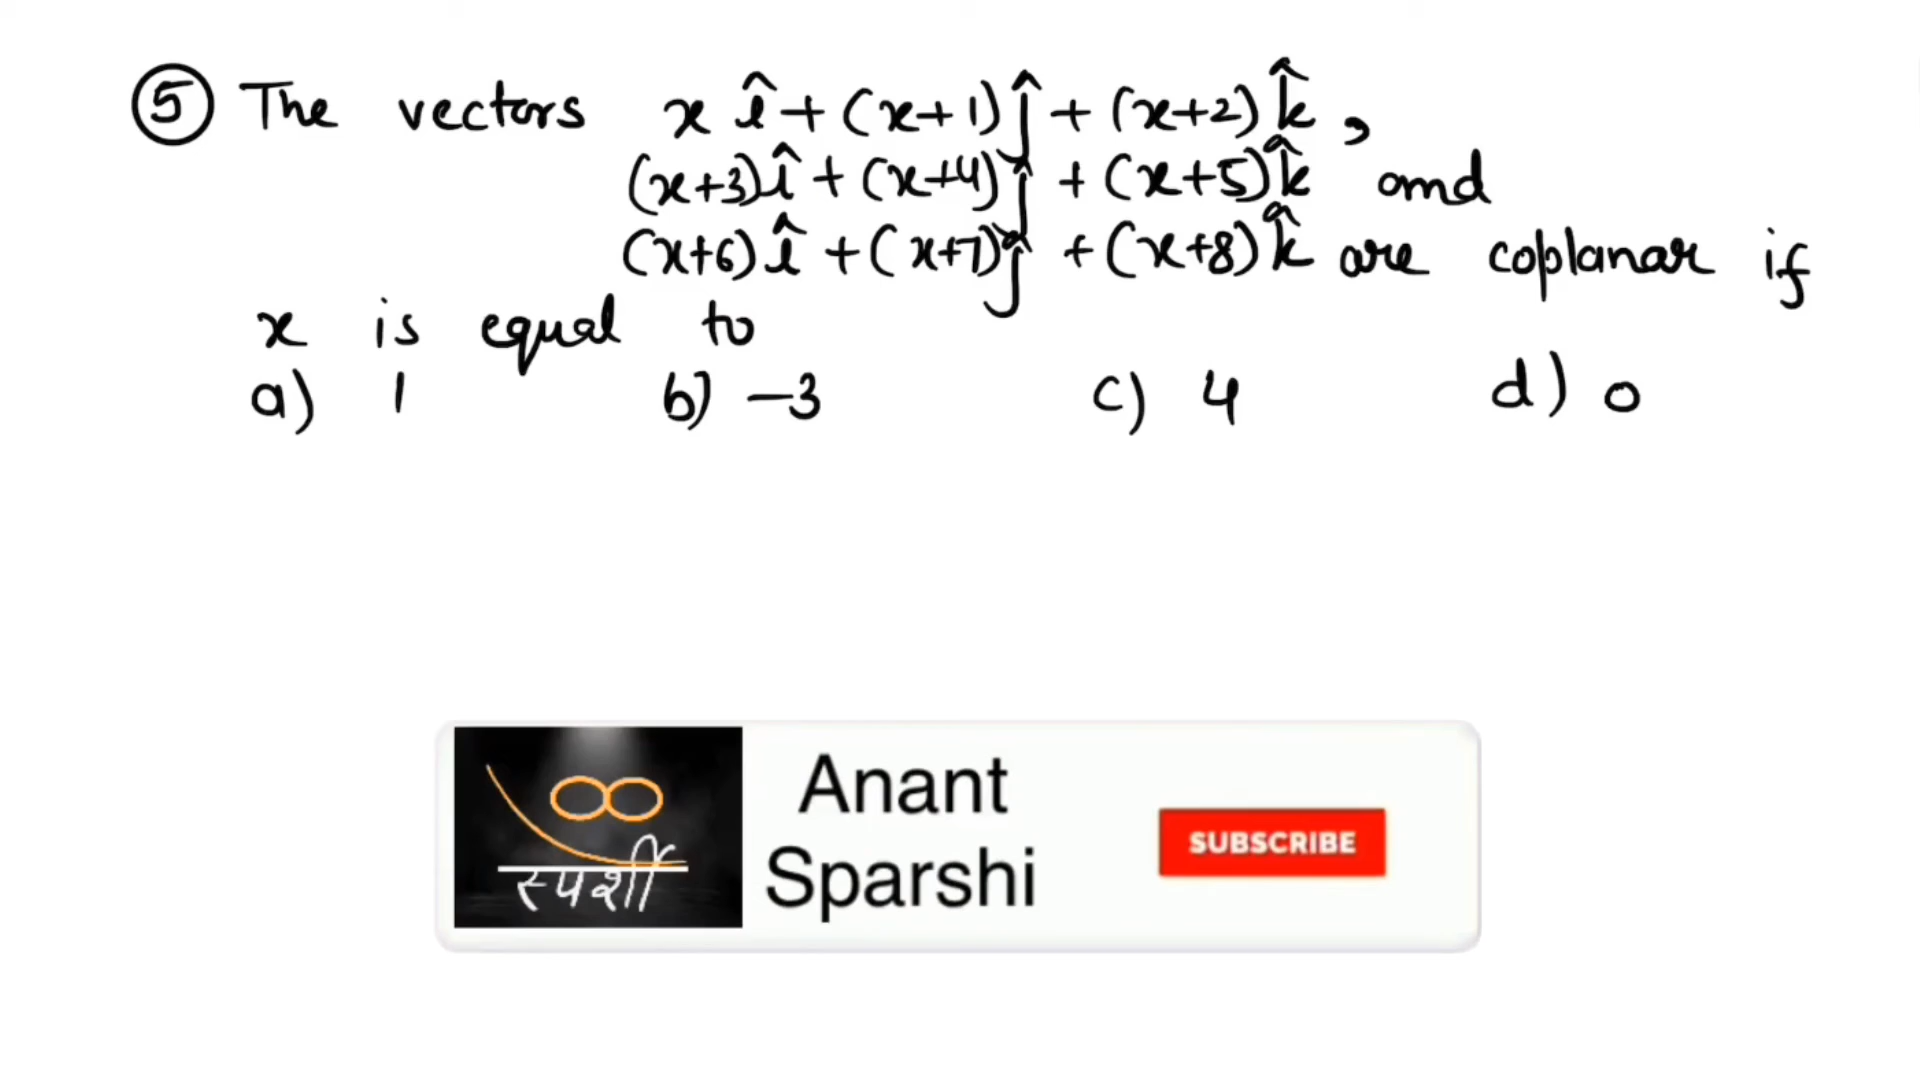 ⑤ The vectors x î + (x+1) ĵ + (x+2) k̂,
(x+3) î + (x+4) ĵ + (x+5) k̂ and
(x+6) î + (x+7) ĵ + (x+8) k̂ are coplanar if
x is equal to
a) 1 b) -3 c) 4 d) 0
स्पर्शी
Anant
Sparshi
SUBSCRIBE